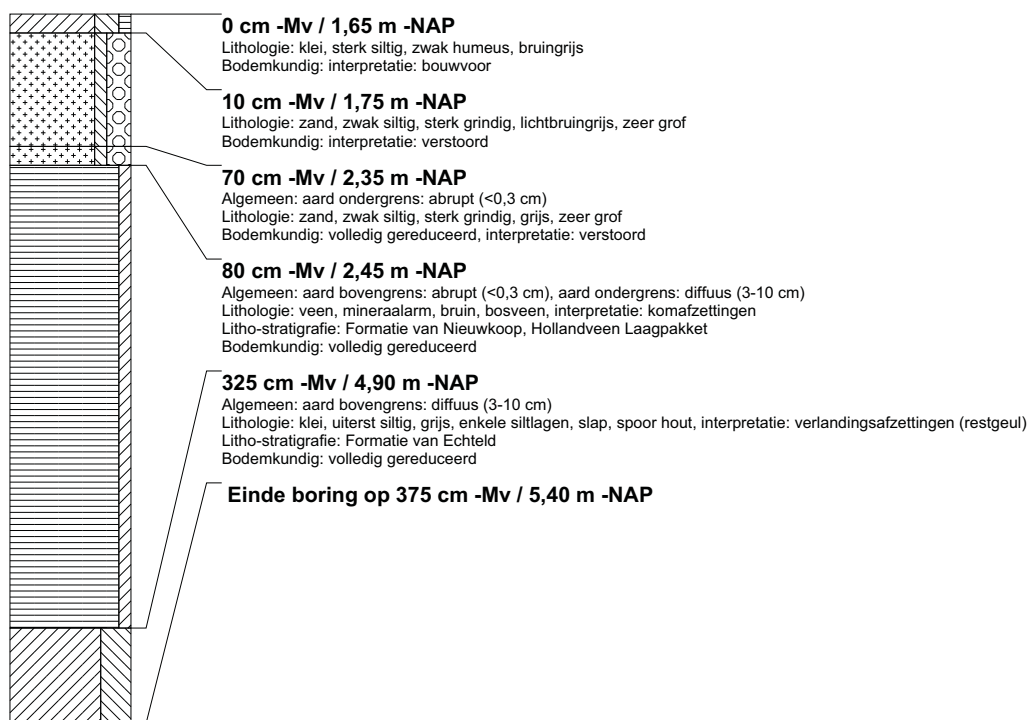 0 cm -Mv / 1,65 m -NAP
Lithologie: klei, sterk siltig, zwak humeus, bruingrijs
Bodemkundig: interpretatie: bouwvoor
10 cm -Mv / 1,75 m -NAP
Lithologie: zand, zwak siltig, sterk grindig, lichtbruingrijs, zeer grof
Bodemkundig: interpretatie: verstoord
70 cm -Mv / 2,35 m -NAP
Algemeen: aard ondergrens: abrupt (<0,3 cm)
Lithologie: zand, zwak siltig, sterk grindig, grijs, zeer grof
Bodemkundig: volledig gereduceerd, interpretatie: verstoord
80 cm -Mv / 2,45 m -NAP
Algemeen: aard bovengrens: abrupt (<0,3 cm), aard ondergrens: diffuus (3-10 cm)
Lithologie: veen, mineraalarm, bruin, bosveen, interpretatie: komafzettingen
Litho-stratigrafie: Formatie van Nieuwkoop, Hollandveen Laagpakket
Bodemkundig: volledig gereduceerd
325 cm -Mv / 4,90 m -NAP
Algemeen: aard bovengrens: diffuus (3-10 cm)
Lithologie: klei, uiterst siltig, grijs, enkele siltlagen, slap, spoor hout, interpretatie: verlandingsafzettingen (restgeul)
Litho-stratigrafie: Formatie van Echteld
Bodemkundig: volledig gereduceerd
Einde boring op 375 cm -Mv / 5,40 m -NAP